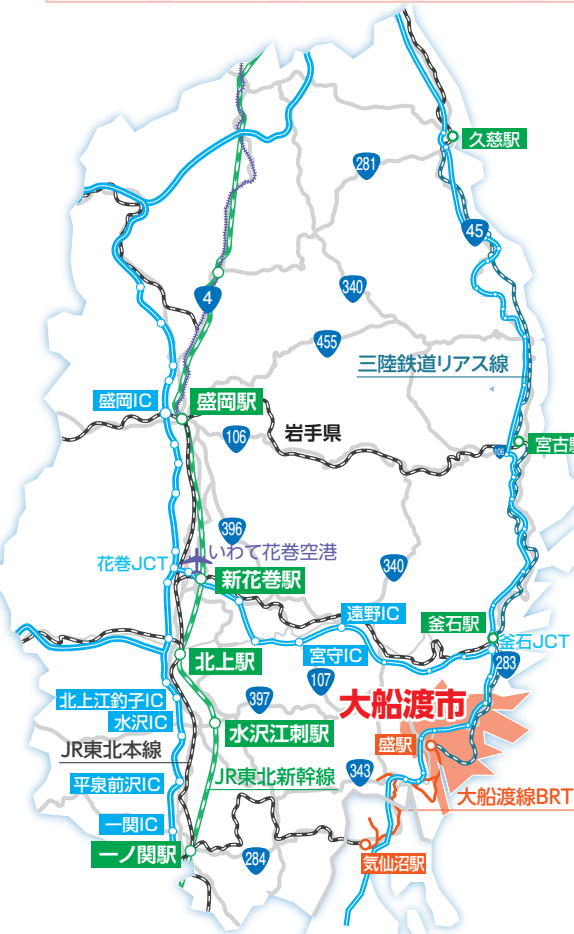 久慈駅
281
45
340
4
455
三陸鉄道リアス線
盛岡IC
盛岡駅
106
岩手県
宮古駅
106
396
いわて花巻空港
花巻JCT
340
新花巻駅
遠野IC
釜石駅
釜石JCT
北上駅
宮守IC
283
107
北上江釣子IC
397
大船渡市
水沢IC
水沢江刺駅
盛駅
JR東北本線
343
JR東北新幹線
平泉前沢IC
大船渡線BRT
一関IC
一ノ関駅
284
気仙沼駅